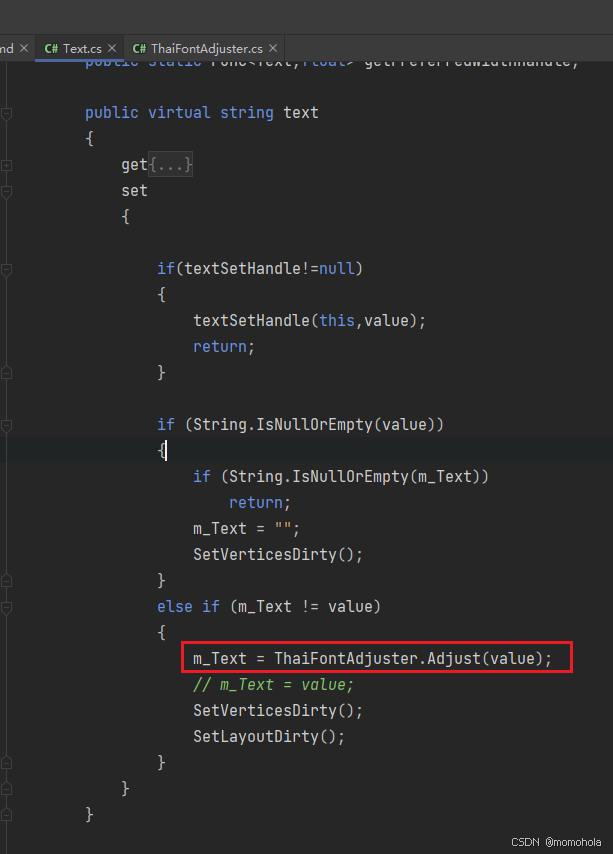 md × C# Text.cs × C# ThaiFontAdjuster.cs ×
public static Func<Text,float> getPreferredWidthHandle;
public virtual string text
{
get{...}
set
{
if(textSetHandle!=null)
{
textSetHandle(this,value);
return;
}
if (String.IsNullOrEmpty(value))
{
if (String.IsNullOrEmpty(m_Text))
return;
m_Text = "";
SetVerticesDirty();
}
else if (m_Text != value)
{
m_Text = ThaiFontAdjuster.Adjust(value);
// m_Text = value;
SetVerticesDirty();
SetLayoutDirty();
}
}
}
CSDN @momohola